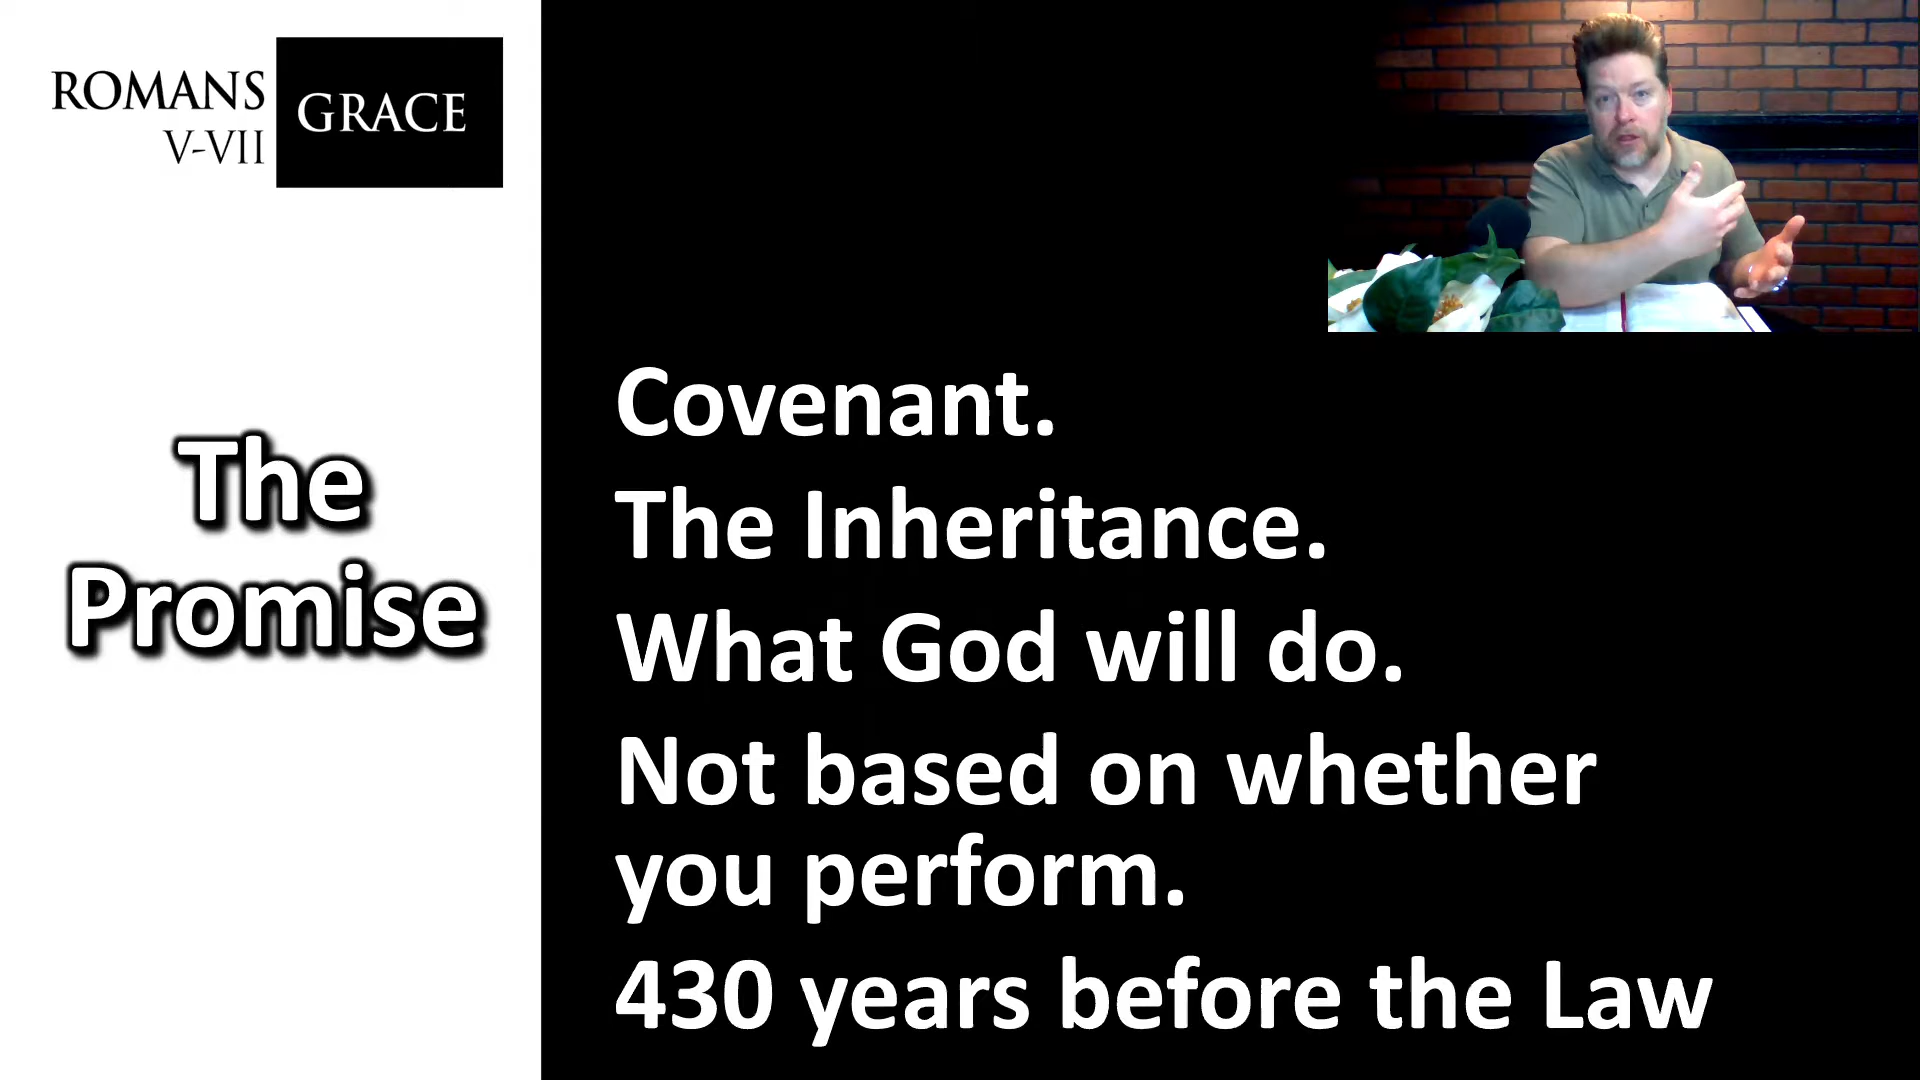 ROMANS
V-VII
GRACE
The
Promise
Covenant.
The Inheritance.
What God will do.
Not based on whether
you perform.
430 years before the Law